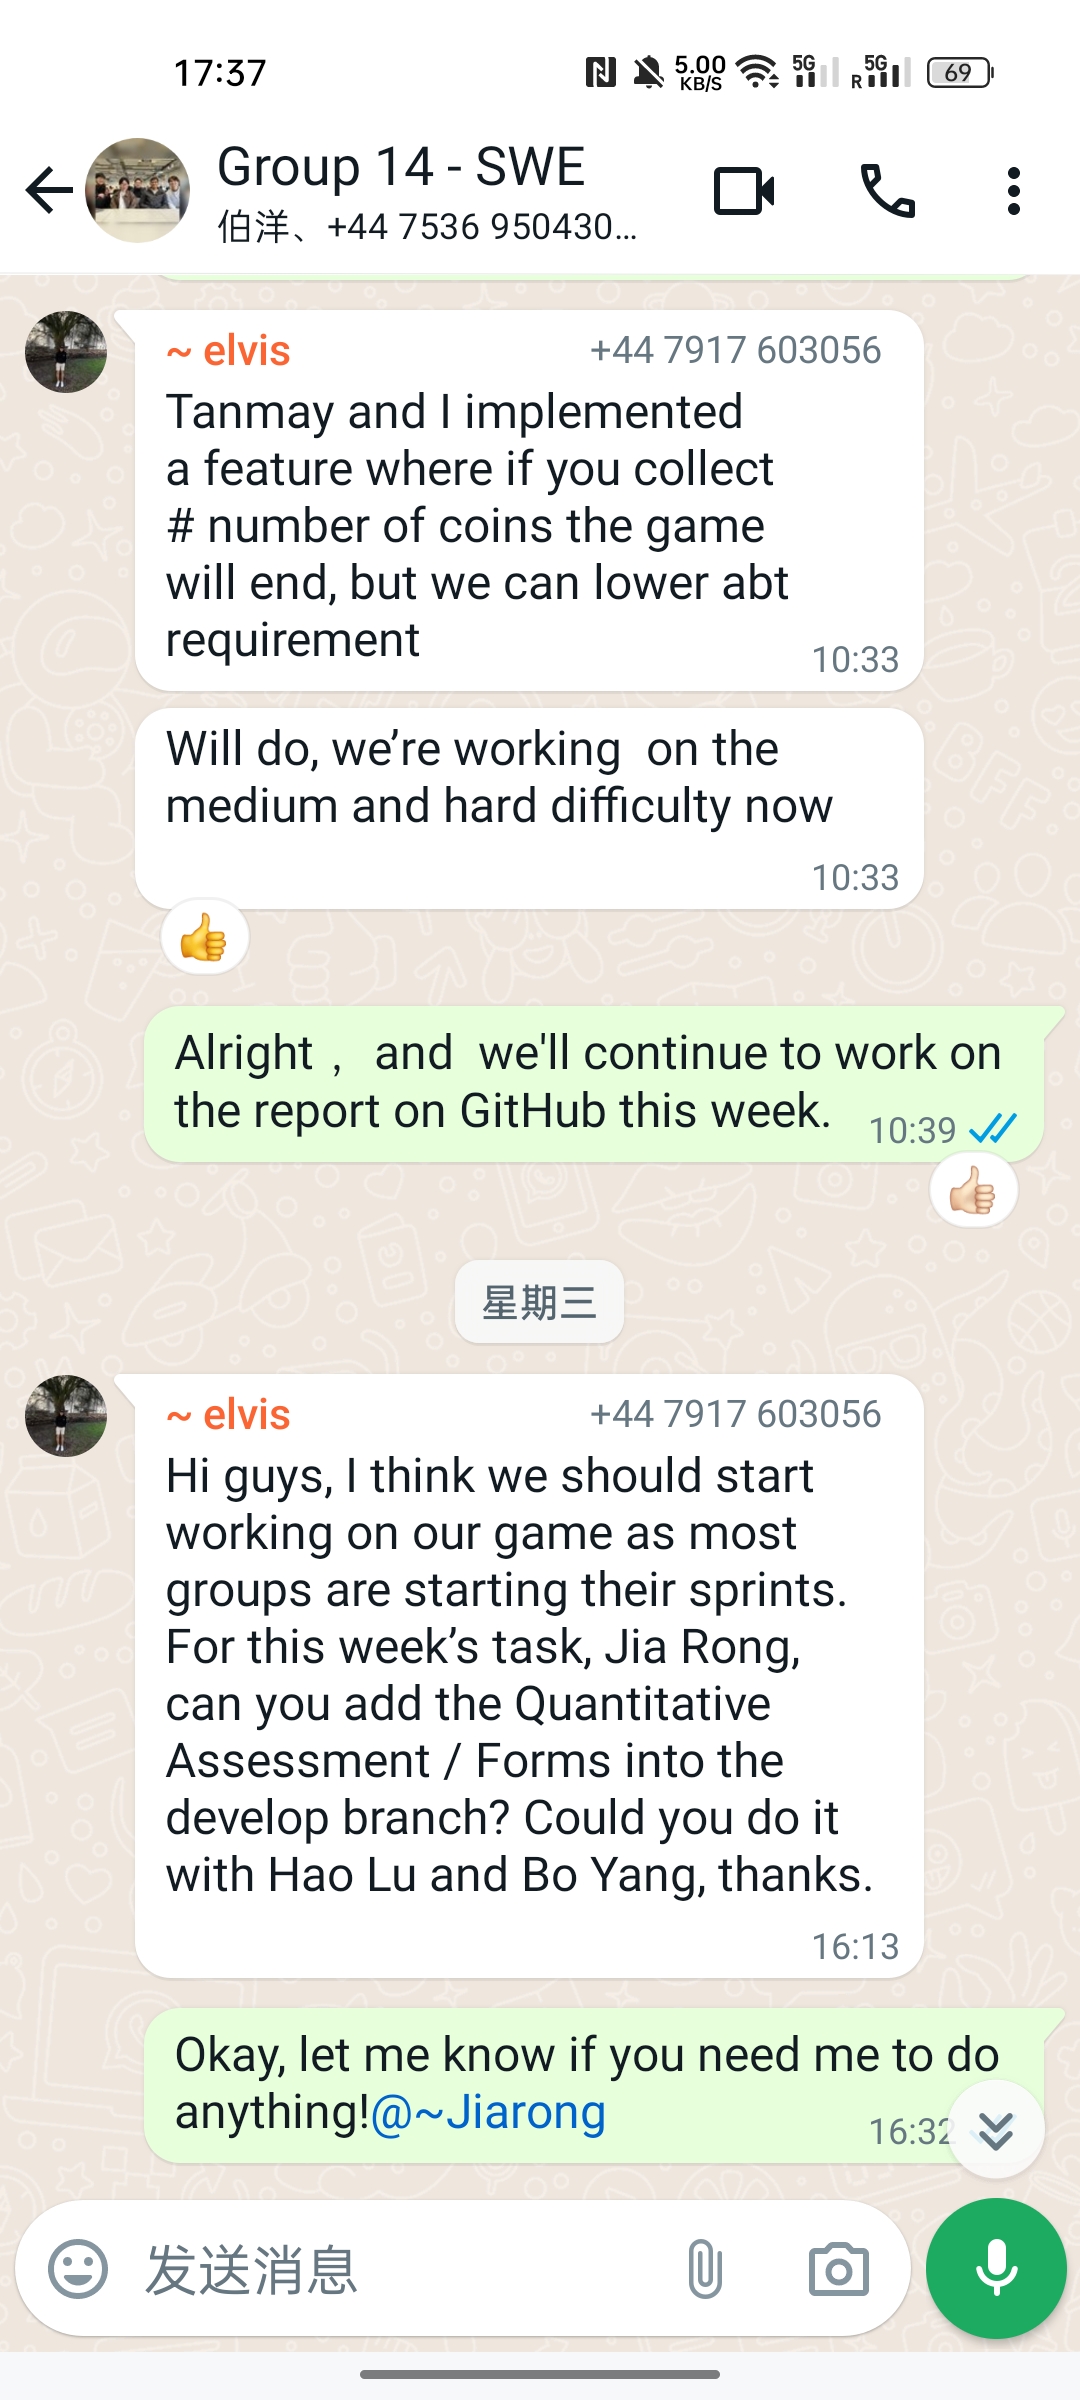 17:37
5.00
KB/S
5G
R 5G
69
Group 14 - SWE
伯洋、+44 7536 950430...
~ elvis +44 7917 603056
Tanmay and I implemented
a feature where if you collect
# number of coins the game
will end, but we can lower abt
requirement
10:33
Will do, we’re working  on the
medium and hard difficulty now
10:33
Alright ,  and  we'll continue to work on
the report on GitHub this week. 10:39
星期三
~ elvis +44 7917 603056
Hi guys, I think we should start
working on our game as most
groups are starting their sprints.
For this week’s task, Jia Rong,
can you add the Quantitative
Assessment / Forms into the
develop branch? Could you do it
with Hao Lu and Bo Yang, thanks.
16:13
Okay, let me know if you need me to do
anything!@~Jiarong 16:32
发送消息